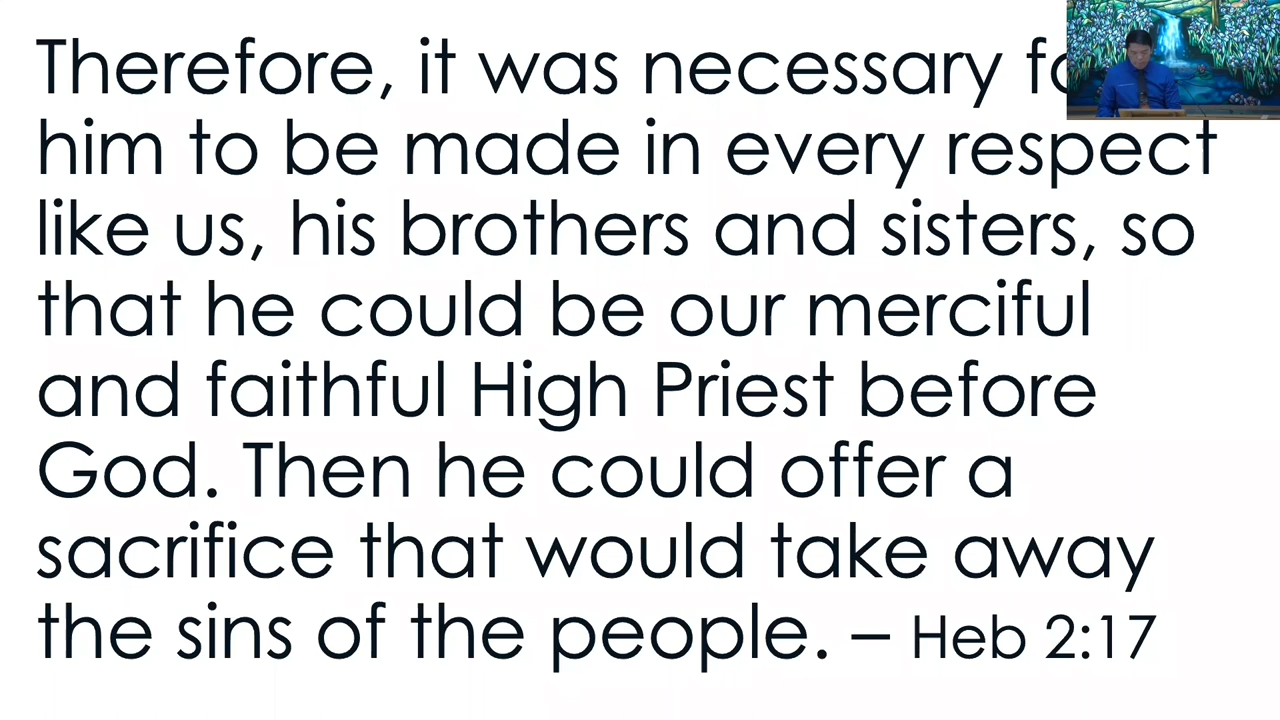 Therefore, it was necessary
him to be made in every respect
like us, his brothers and sisters, so
that he could be our merciful
and faithful High Priest before
God. Then he could offer a
sacrifice that would take away
the sins of the people. – Heb 2:17